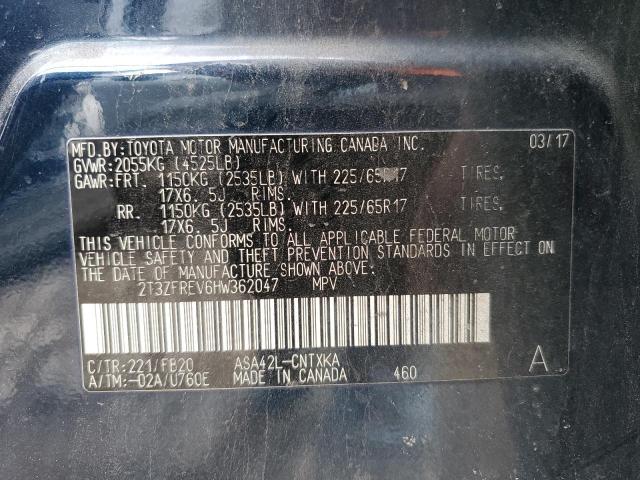 MFD.BY:TOYOTA MOTOR MANUFACTURING CANADA INC. 03/17
GVWR:2055KG (4525LB)
GAWR:FRT. 1150KG (2535LB) WITH 225/65R17 TIRES,
17X6.5J RIMS.
RR. 1150KG (2535LB) WITH 225/65R17 TIRES,
17X6.5J RIMS.
THIS VEHICLE CONFORMS TO ALL APPLICABLE FEDERAL MOTOR
VEHICLE SAFETY AND THEFT PREVENTION STANDARDS IN EFFECT ON
THE DATE OF MANUFACTURE SHOWN ABOVE.
2T3ZFREV6HW362047 MPV
C/TR:221/FB20 ASA42L-CNTXKA A
A/TM:-02A/U760E MADE IN CANADA 460